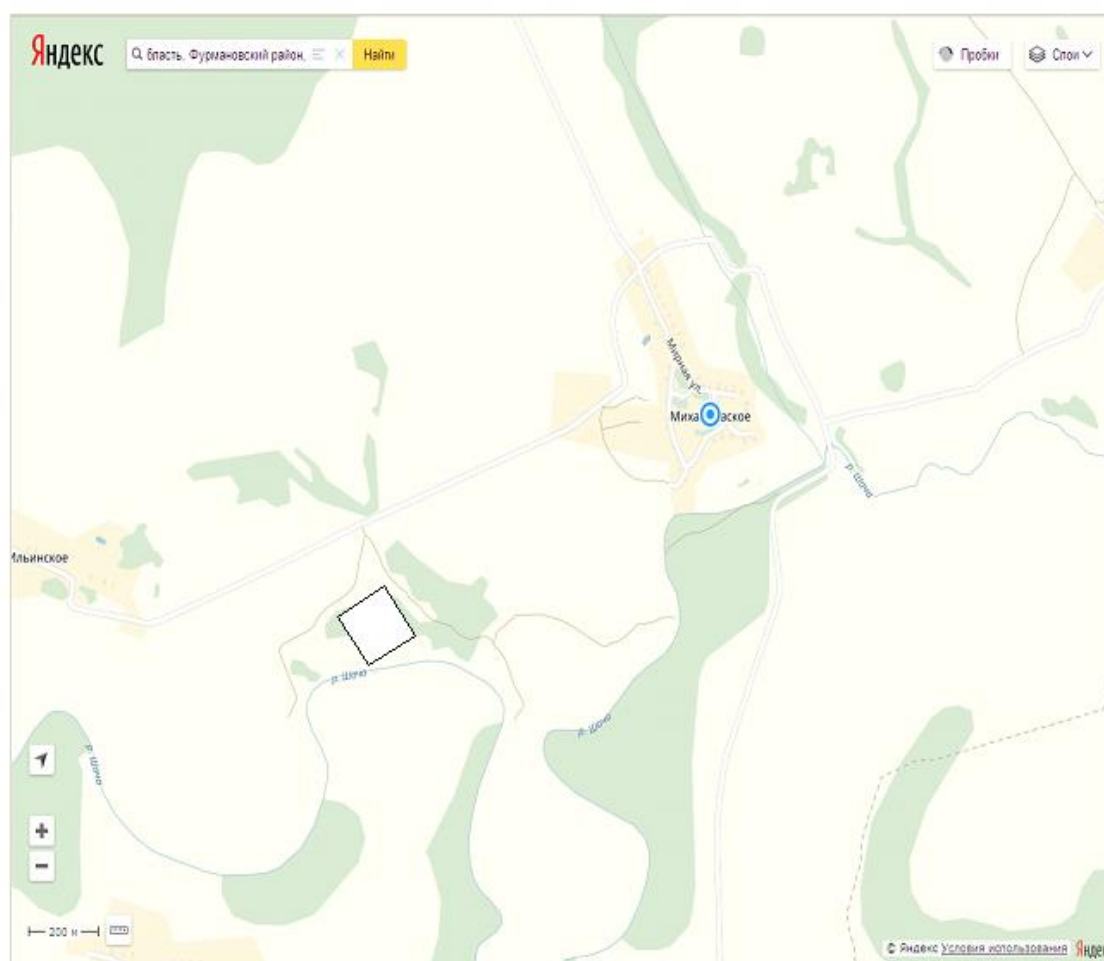 Яндекс
бласть, Фурмановский район,
Найти
Пробки
Слои
Мирная ул.
Миха аское
р. Шача
Ильинское
р. Шача
р. Шача
р. Шача
200 м
© Яндекс Условия использования Яндек